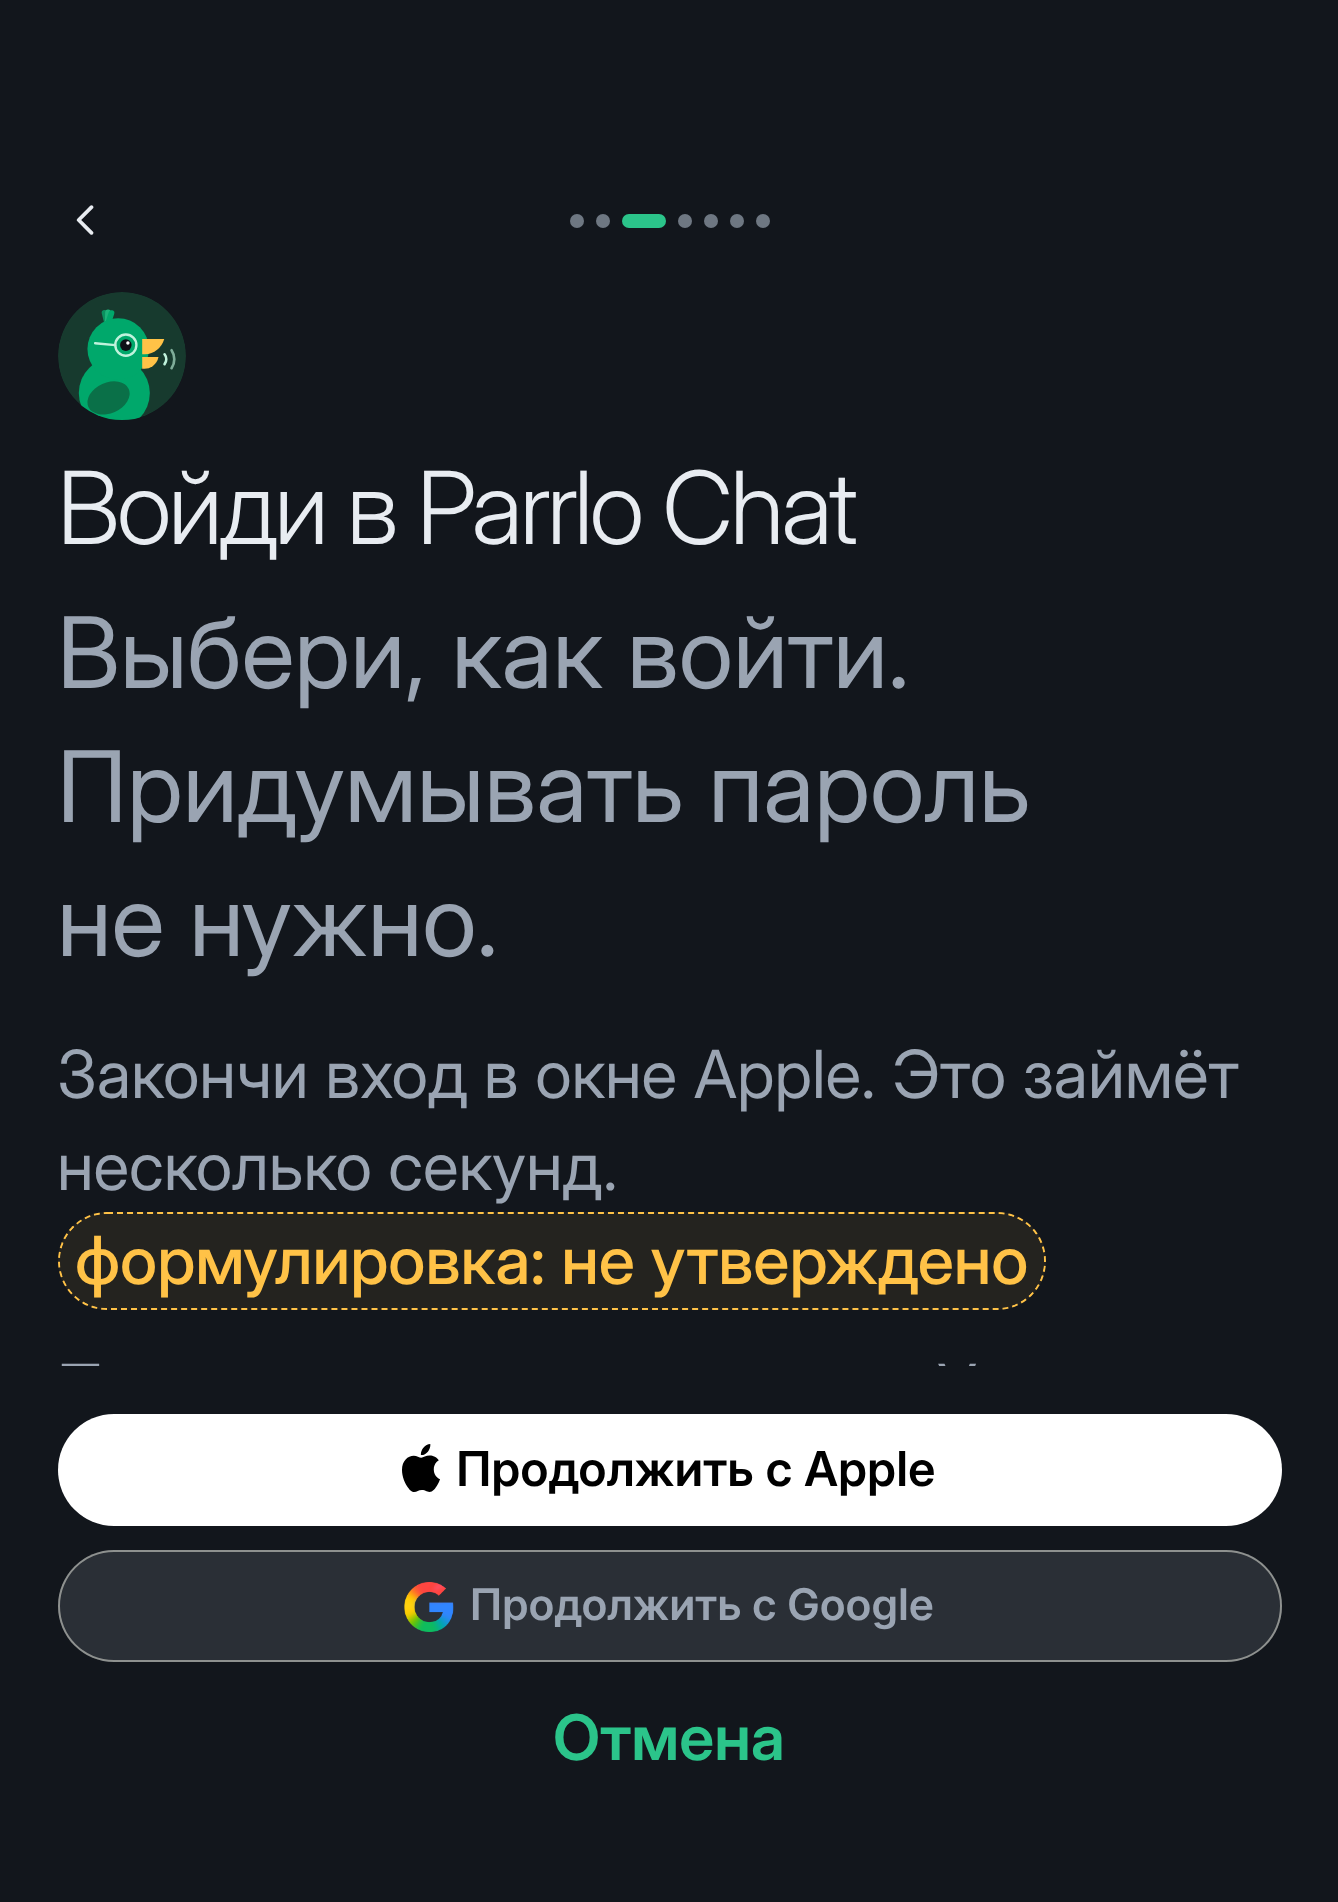 Войди в Parrlo Chat
Выбери, как войти.
Придумывать пароль
не нужно.
Закончи вход в окне Apple. Это займёт
несколько секунд.
формулировка: не утверждено
Продолжить с Apple
Продолжить с Google
Отмена